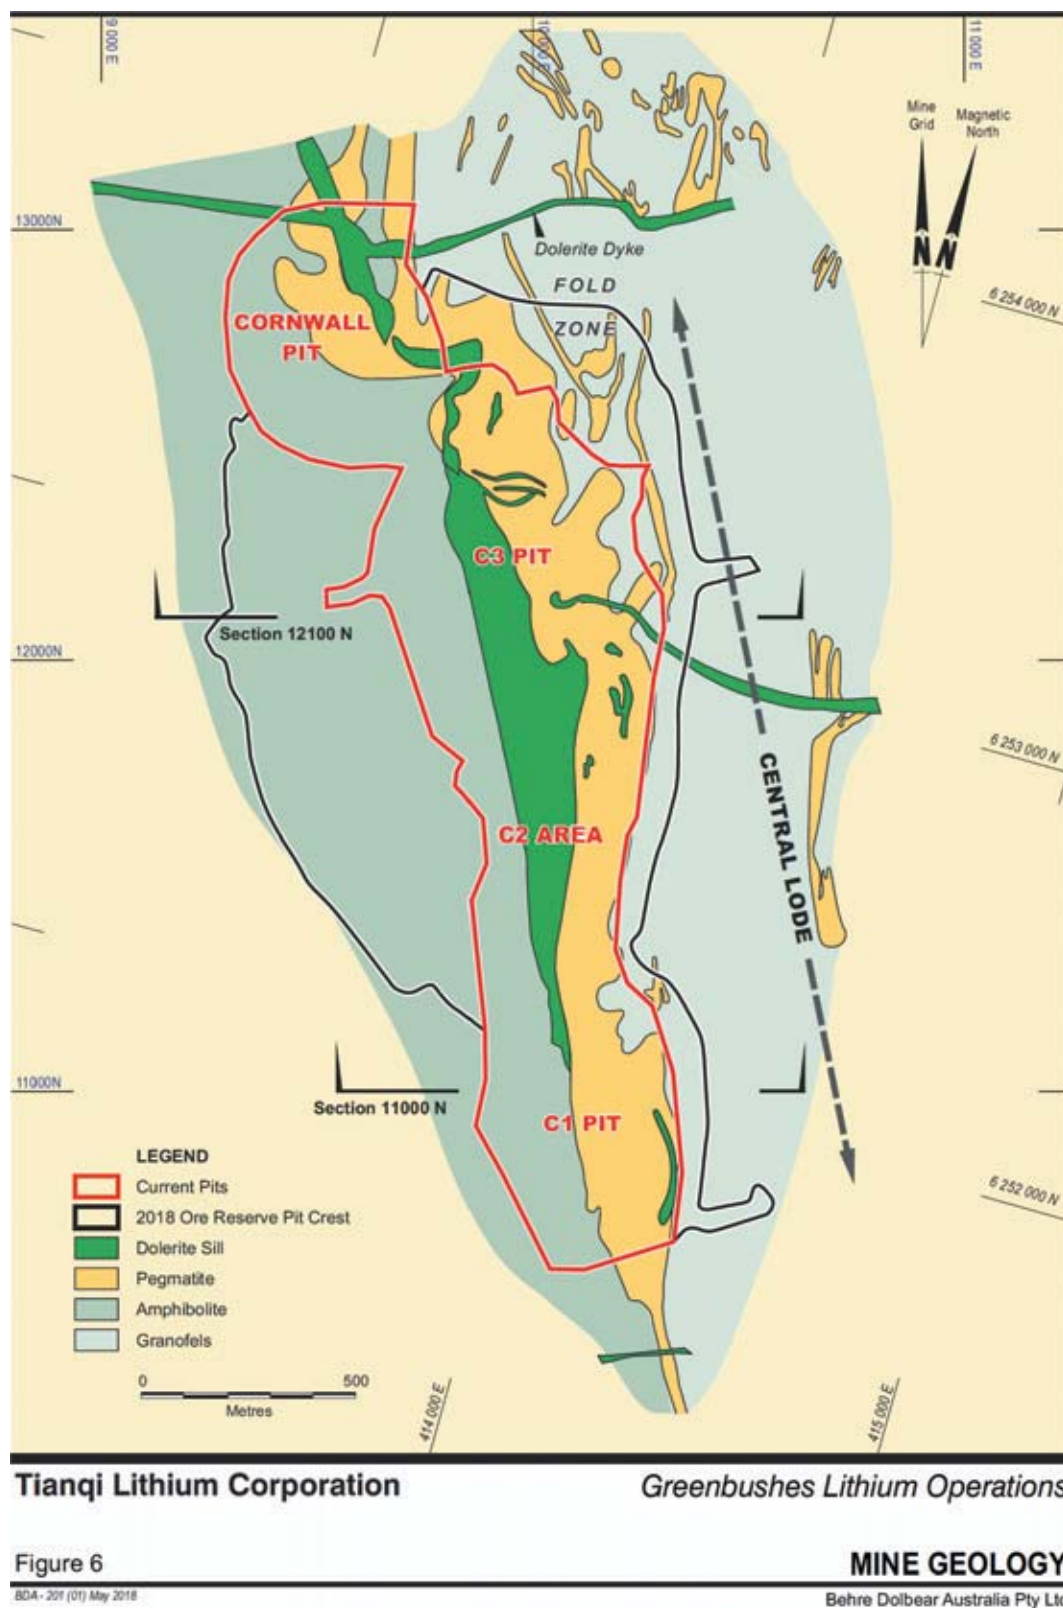 9 000 E
10 000 E
11 000 E
Mine
Grid
Magnetic
North
13000N
Dolerite Dyke
N N
FOLD
ZONE
6 254 000 N
CORNWALL
PIT
C3 PIT
Section 12100 N
12000N
6 253 000 N
CENTRAL LODE
C2 AREA
11000N
Section 11000 N
C1 PIT
LEGEND
Current Pits
2018 Ore Reserve Pit Crest
Dolerite Sill
Pegmatite
Amphibolite
Granofels
6 252 000 N
0 500
Metres
414 000 E
415 000 E
Tianqi Lithium Corporation
Greenbushes Lithium Operations
Figure 6
MINE GEOLOGY
BDA - 201 (01) May 2018
Behre Dolbear Australia Pty Ltd